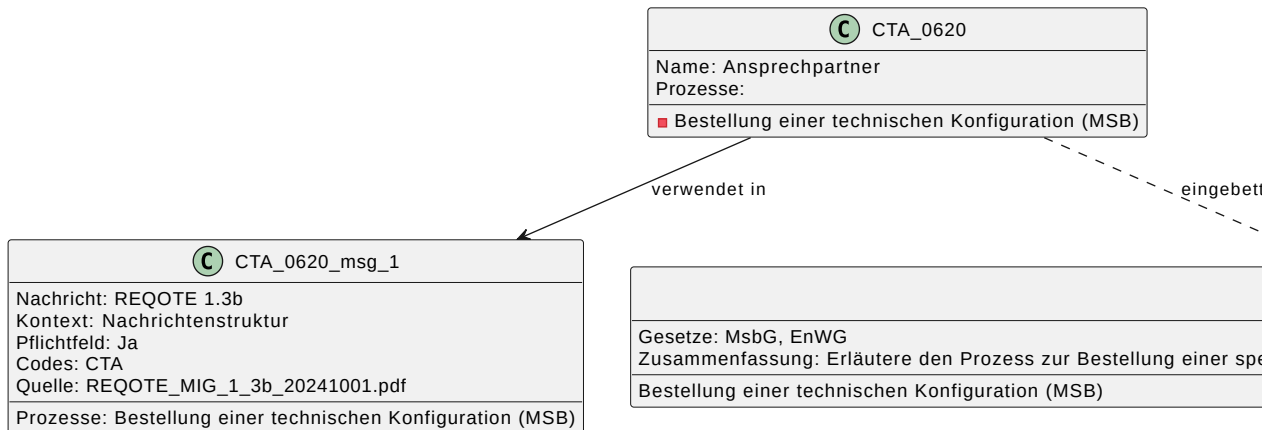 C CTA_0620
Name: Ansprechpartner
Prozesse:
Bestellung einer technischen Konfiguration (MSB)
verwendet in
eingebett
C CTA_0620_msg_1
Nachricht: REQOTE 1.3b
Kontext: Nachrichtenstruktur
Pflichtfeld: Ja
Codes: CTA
Quelle: REQOTE_MIG_1_3b_20241001.pdf
Prozesse: Bestellung einer technischen Konfiguration (MSB)
Gesetze: MsbG, EnWG
Zusammenfassung: Erläutere den Prozess zur Bestellung einer spe
Bestellung einer technischen Konfiguration (MSB)